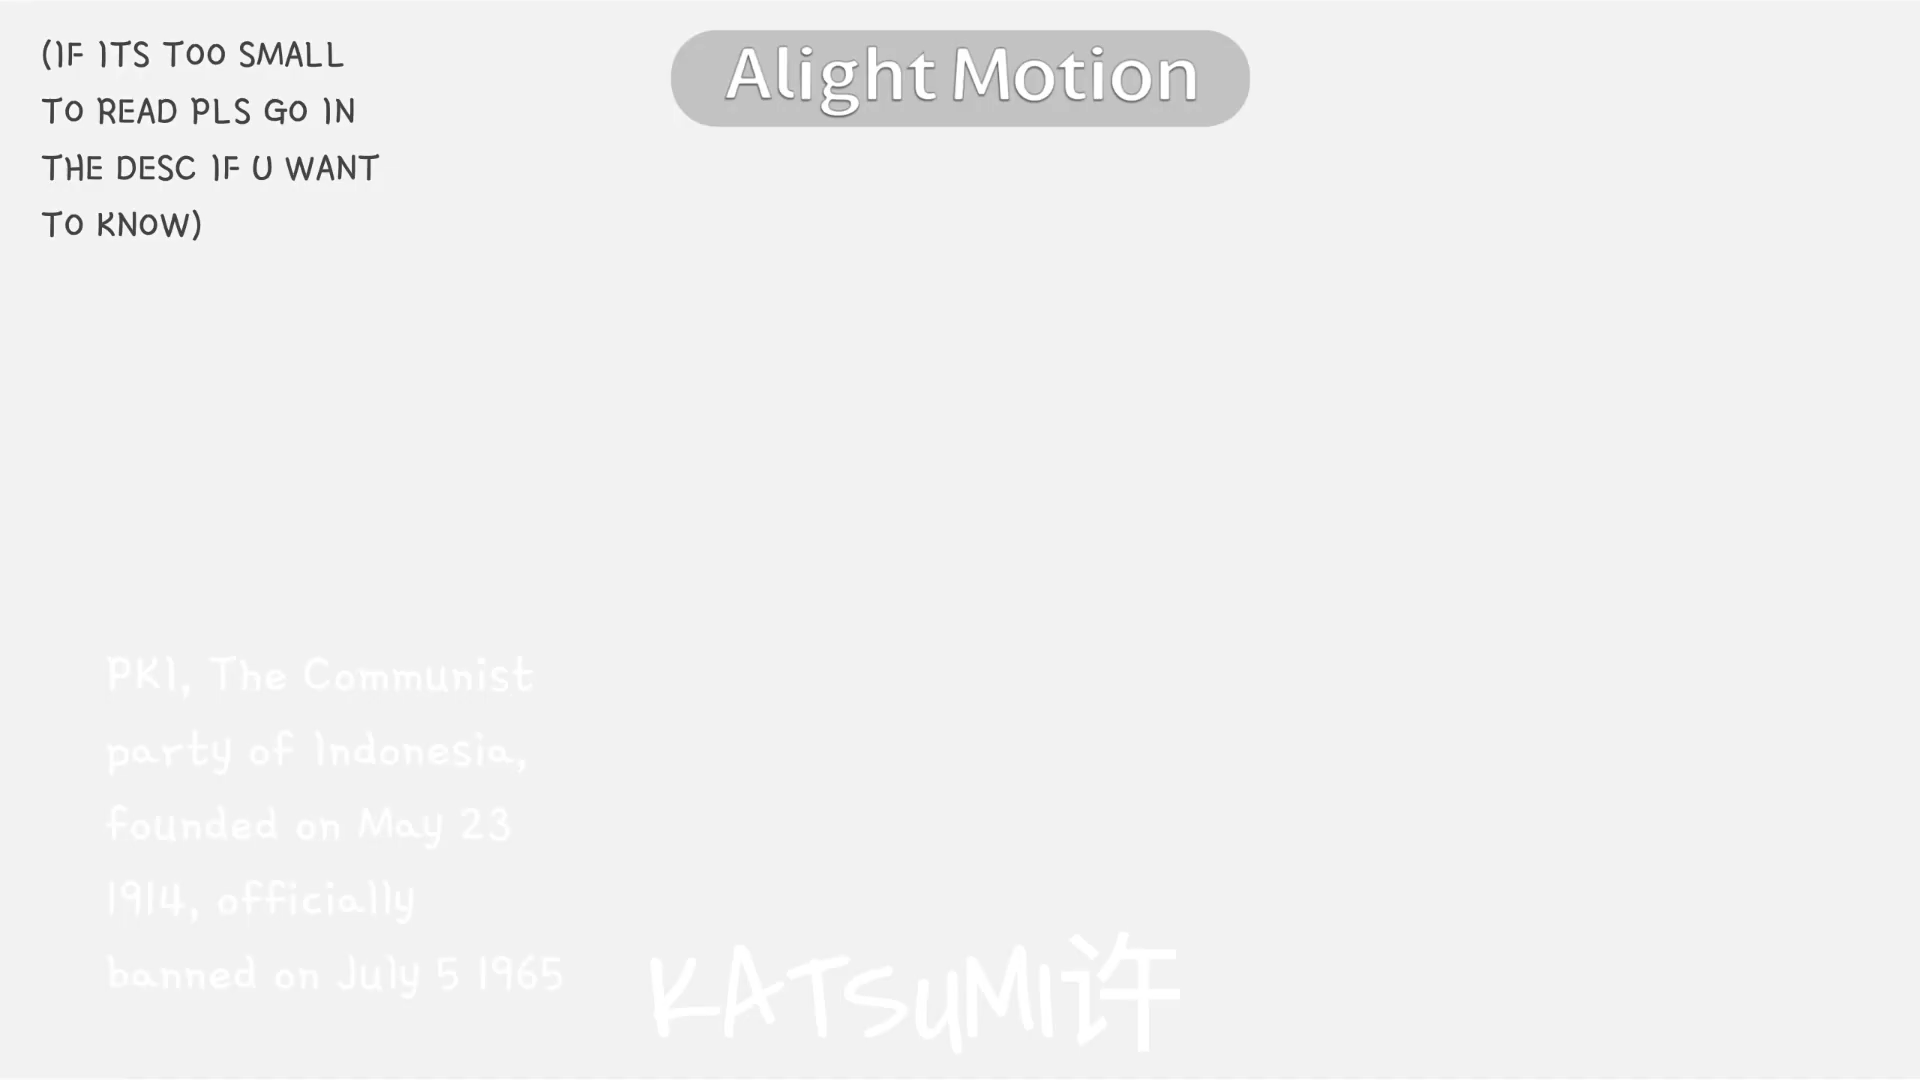 (IF ITS TOO SMALL
TO READ PLS GO IN
THE DESC IF U WANT
TO KNOW)
Alight Motion
PKI, The Communist
party of Indonesia,
founded on May 23
1914, officially
banned on July 5 1965
KATSUMI许